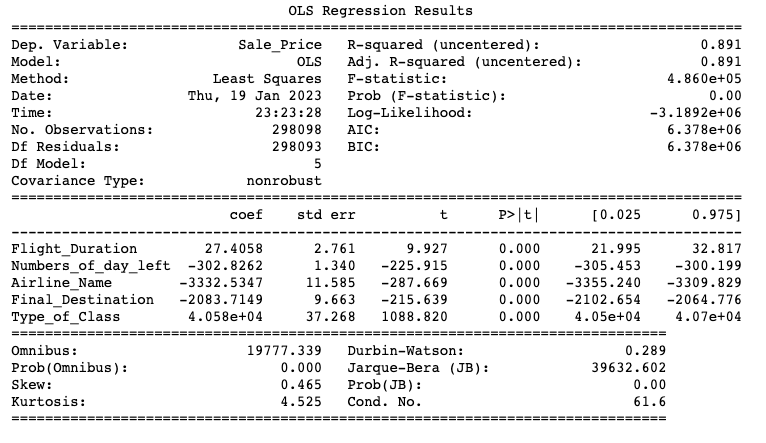 OLS Regression Results
==============================================================================
Dep. Variable: Sale_Price R-squared (uncentered): 0.891
Model: OLS Adj. R-squared (uncentered): 0.891
Method: Least Squares F-statistic: 4.860e+05
Date: Thu, 19 Jan 2023 Prob (F-statistic): 0.00
Time: 23:23:28 Log-Likelihood: -3.1892e+06
No. Observations: 298098 AIC: 6.378e+06
Df Residuals: 298093 BIC: 6.378e+06
Df Model: 5
Covariance Type: nonrobust
==============================================================================
coef std err t P>|t| [0.025 0.975]
------------------------------------------------------------------------------
Flight_Duration 27.4058 2.761 9.927 0.000 21.995 32.817
Numbers_of_day_left -302.8262 1.340 -225.915 0.000 -305.453 -300.199
Airline_Name -3332.5347 11.585 -287.669 0.000 -3355.240 -3309.829
Final_Destination -2083.7149 9.663 -215.639 0.000 -2102.654 -2064.776
Type_of_Class 4.058e+04 37.268 1088.820 0.000 4.05e+04 4.07e+04
==============================================================================
Omnibus: 19777.339 Durbin-Watson: 0.289
Prob(Omnibus): 0.000 Jarque-Bera (JB): 39632.602
Skew: 0.465 Prob(JB): 0.00
Kurtosis: 4.525 Cond. No. 61.6
==============================================================================